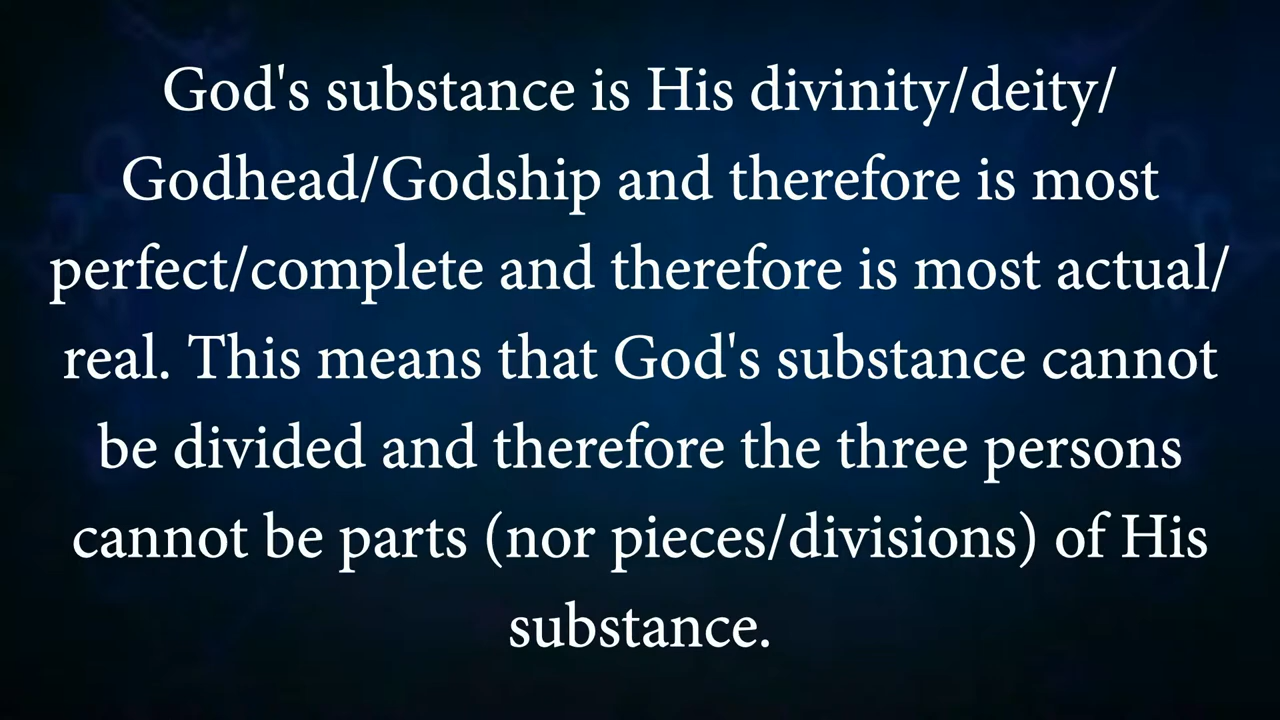 God's substance is His divinity/deity/
Godhead/Godship and therefore is most
perfect/complete and therefore is most actual/
real. This means that God's substance cannot
be divided and therefore the three persons
cannot be parts (nor pieces/divisions) of His
substance.